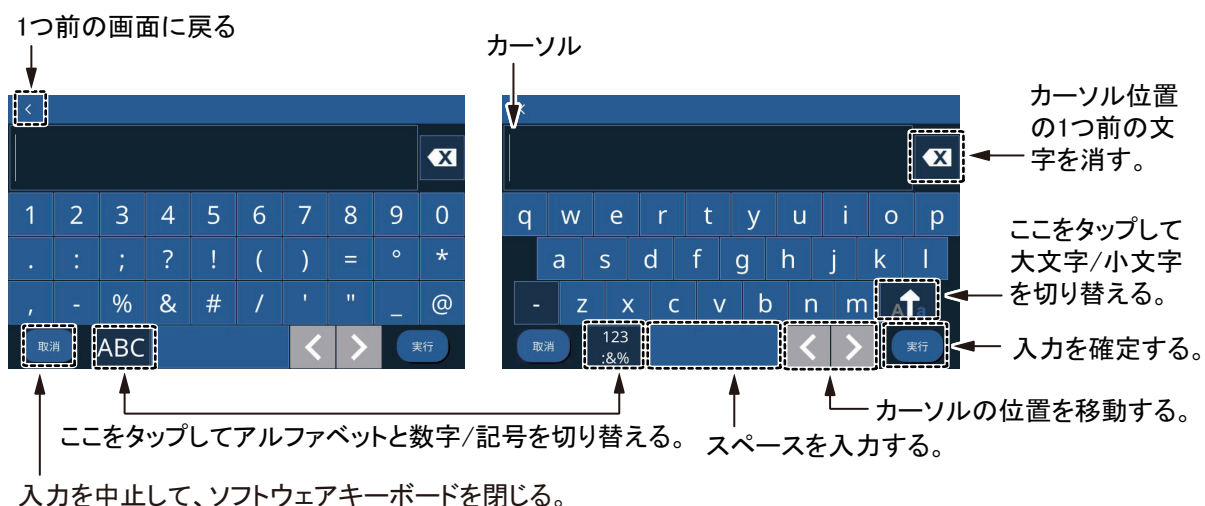 1つ前の画面に戻る
カーソル
<
1 2 3 4 5 6 7 8 9 0
. : ; ? ! ( ) = ° *
, - % & # / ' " _ @
取消 ABC < > 実行
<
q w e r t y u i o p
a s d f g h j k l
- z x c v b n m A a
取消 123 < > 実行
:&%
カーソル位置
の1つ前の文
字を消す。
ここをタップして
大文字/小文字
を切り替える。
入力を確定する。
カーソルの位置を移動する。
ここをタップしてアルファベットと数字/記号を切り替える。
スペースを入力する。
入力を中止して、ソフトウェアキーボードを閉じる。